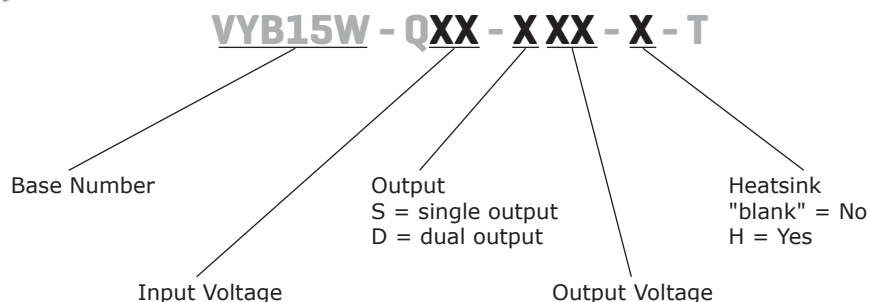 VYB15W - QXX - X XX - X - T
Base Number
Output
S = single output
D = dual output
Heatsink
"blank" = No
H = Yes
Input Voltage
Output Voltage